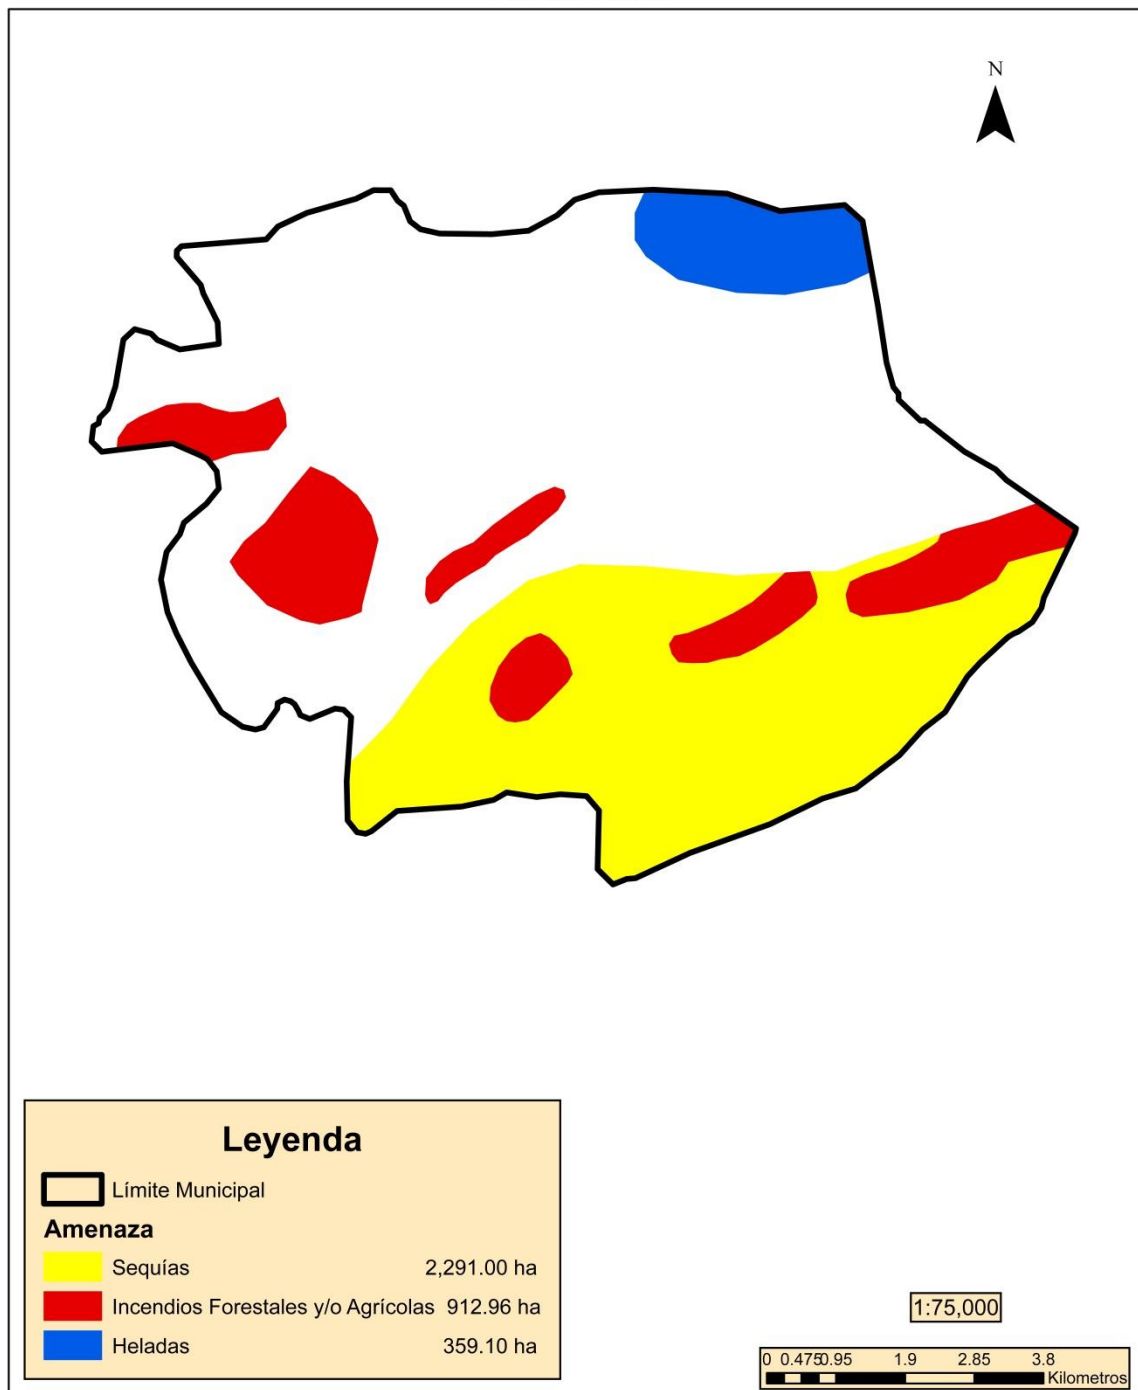 N
Leyenda
Límite Municipal
Amenaza
Sequías 2,291.00 ha
Incendios Forestales y/o Agrícolas 912.96 ha
Heladas 359.10 ha
1:75,000
0 0.475 0.95 1.9 2.85 3.8
Kilometros